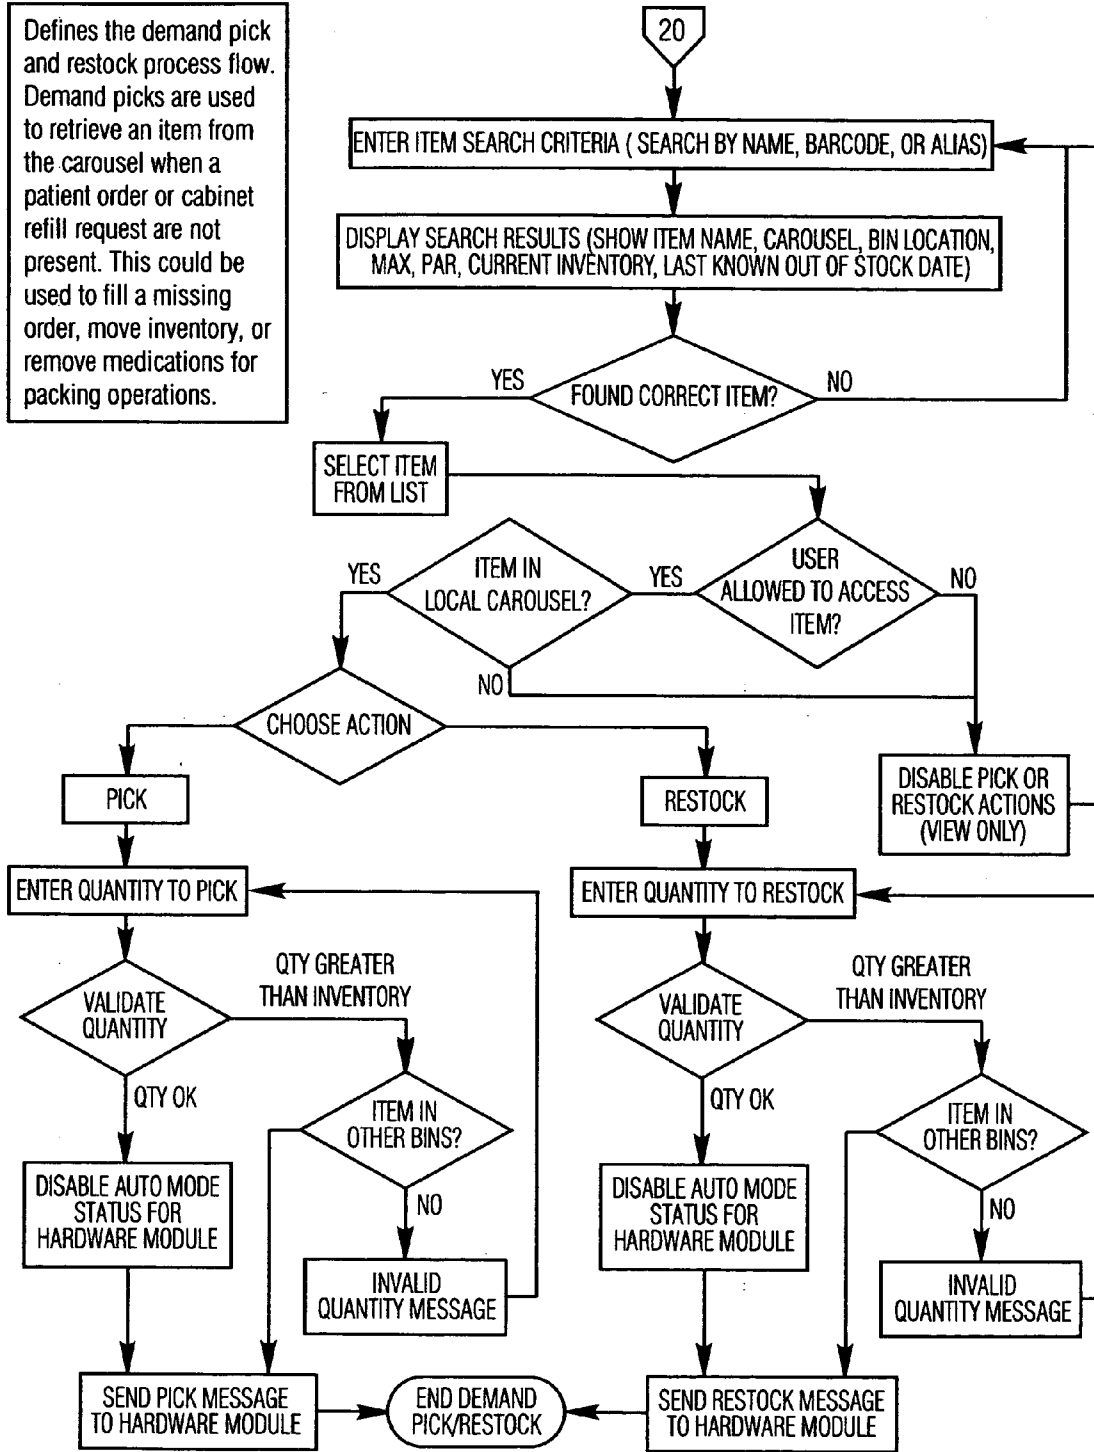 Defines the demand pick
and restock process flow.
Demand picks are used
to retrieve an item from
the carousel when a
patient order or cabinet
refill request are not
present. This could be
used to fill a missing
order, move inventory, or
remove medications for
packing operations.
20
ENTER ITEM SEARCH CRITERIA ( SEARCH BY NAME, BARCODE, OR ALIAS)
DISPLAY SEARCH RESULTS (SHOW ITEM NAME, CAROUSEL, BIN LOCATION,
MAX, PAR, CURRENT INVENTORY, LAST KNOWN OUT OF STOCK DATE)
YES
FOUND CORRECT ITEM?
NO
SELECT ITEM
FROM LIST
YES
ITEM IN
LOCAL CAROUSEL?
YES
USER
ALLOWED TO ACCESS
ITEM?
NO
NO
CHOOSE ACTION
PICK
RESTOCK
DISABLE PICK OR
RESTOCK ACTIONS
(VIEW ONLY)
ENTER QUANTITY TO PICK
ENTER QUANTITY TO RESTOCK
VALIDATE
QUANTITY
QTY GREATER
THAN INVENTORY
VALIDATE
QUANTITY
QTY GREATER
THAN INVENTORY
QTY OK
ITEM IN
OTHER BINS?
QTY OK
ITEM IN
OTHER BINS?
DISABLE AUTO MODE
STATUS FOR
HARDWARE MODULE
NO
DISABLE AUTO MODE
STATUS FOR
HARDWARE MODULE
NO
INVALID
QUANTITY MESSAGE
INVALID
QUANTITY MESSAGE
SEND PICK MESSAGE
TO HARDWARE MODULE
END DEMAND
PICK/RESTOCK
SEND RESTOCK MESSAGE
TO HARDWARE MODULE